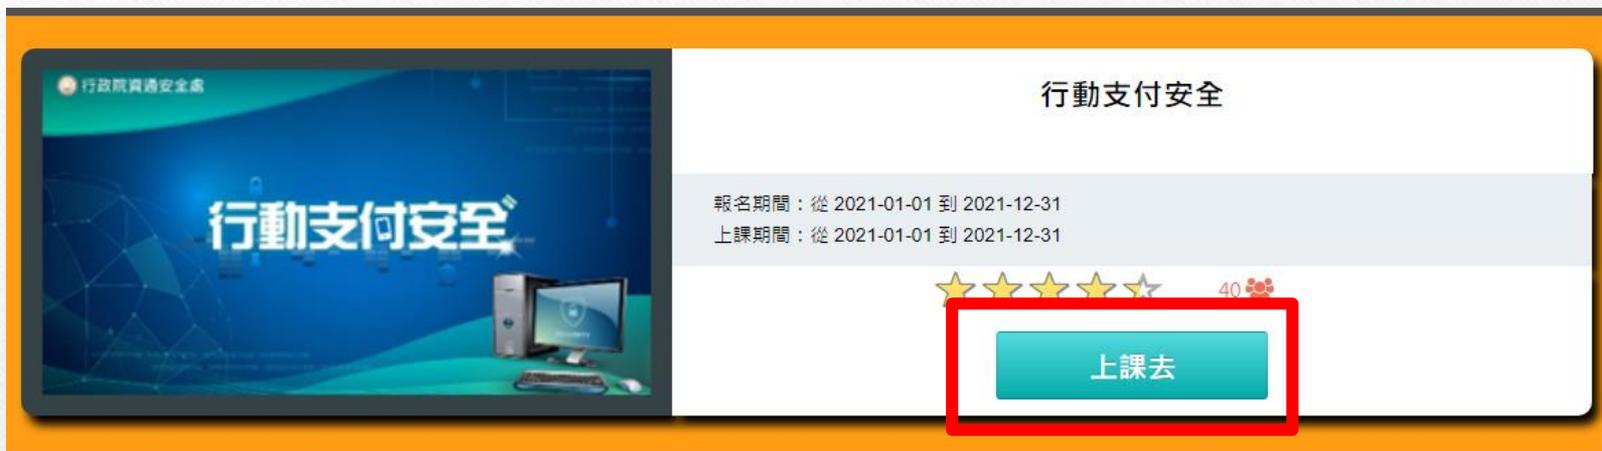 行政院資通安全處
行動支付安全
行動支付安全
報名期間：從 2021-01-01 到 2021-12-31
上課期間：從 2021-01-01 到 2021-12-31
40
上課去